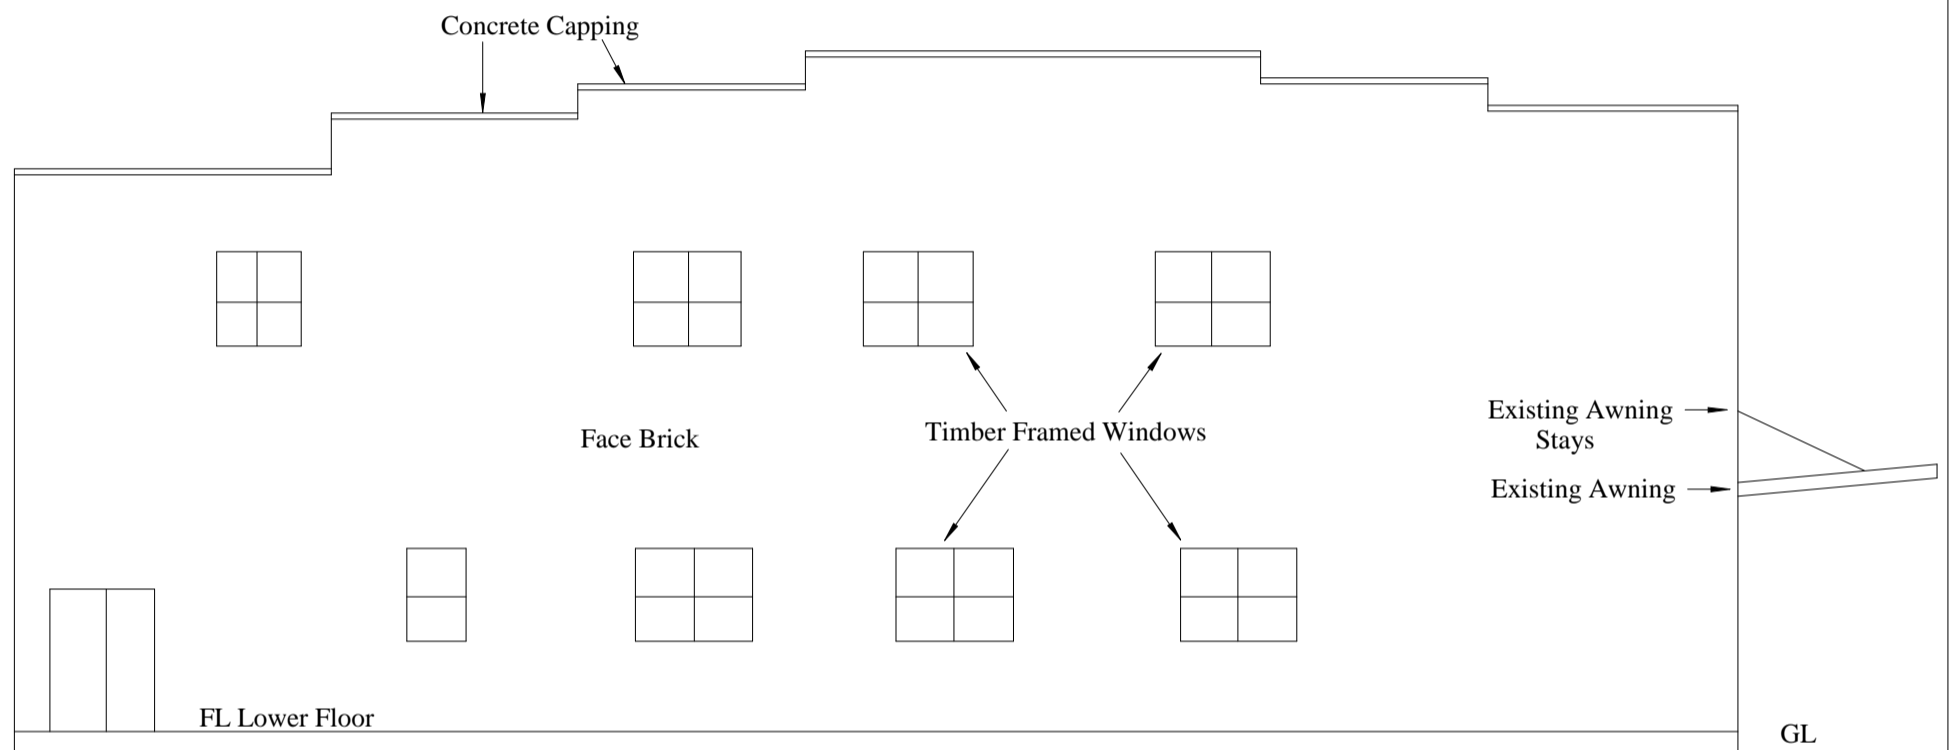 Concrete Capping
Existing Awning
Stays
Timber Framed Windows
Face Brick
Existing Awning
FL Lower Floor
GL